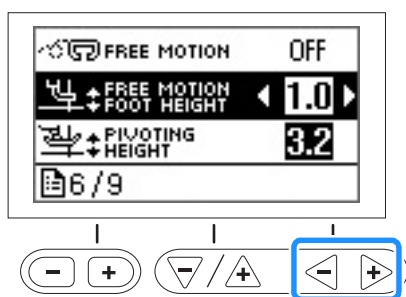 FREE MOTION OFF
FREE MOTION FOOT HEIGHT 1.0
PIVOTING HEIGHT 3.2
6/9
- + - / + - +